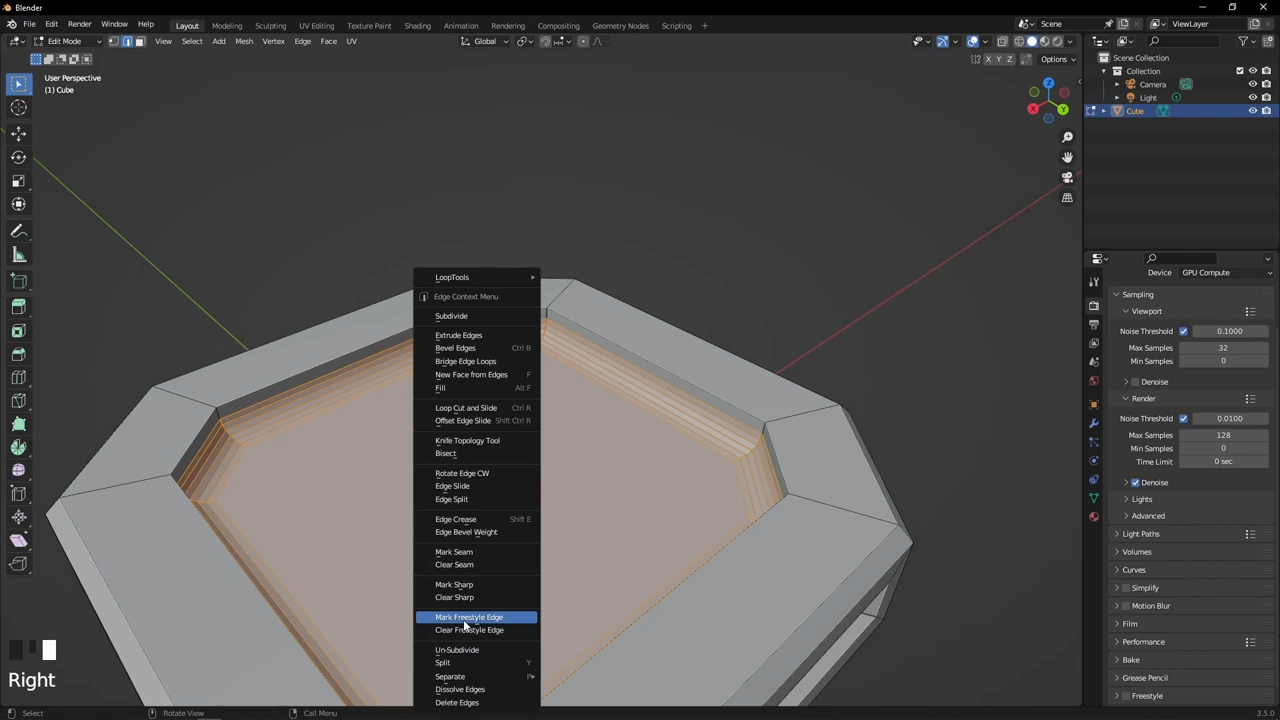 Blender
File Edit Render Window Help Layout Modeling Sculpting UV Editing Texture Paint Shading Animation Rendering Compositing Geometry Nodes Scripting + Scene ViewLayer
Edit Mode View Select Add Mesh Vertex Edge Face UV Global
X Y Z Options
User Perspective
(1) Cube
Z
Y
X
Scene Collection
Collection
Camera
Light
Cube
LoopTools
Edge Context Menu
Subdivide
Extrude Edges
Bevel Edges Ctrl B
Bridge Edge Loops
New Face from Edges F
Fill Alt F
Loop Cut and Slide Ctrl R
Offset Edge Slide Shift Ctrl R
Knife Topology Tool
Bisect
Rotate Edge CW
Edge Slide
Edge Split
Edge Crease Shift E
Edge Bevel Weight
Mark Seam
Clear Seam
Mark Sharp
Clear Sharp
Mark Freestyle Edge
Clear Freestyle Edge
Un-Subdivide
Split Y
Separate P
Dissolve Edges
Delete Edges
Device GPU Compute
Sampling
Viewport
Noise Threshold 0.1000
Max Samples 32
Min Samples 0
Denoise
Render
Noise Threshold 0.0100
Max Samples 128
Min Samples 0
Time Limit 0 sec
Denoise
Lights
Advanced
Light Paths
Volumes
Curves
Simplify
Motion Blur
Film
Performance
Bake
Grease Pencil
Freestyle
Right
Select Rotate View Call Menu 3.5.0